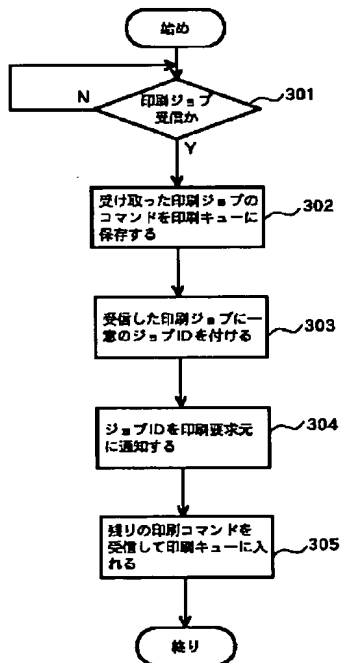 始め
印刷ジョブ
受信か
301
N
Y
受け取った印刷ジョブの
コマンドを印刷キューに
保存する
302
受信した印刷ジョブに一
意のジョブIDを付ける
303
ジョブIDを印刷要求元
に通知する
304
残りの印刷コマンドを
受信して印刷キューに入
れる
305
終り